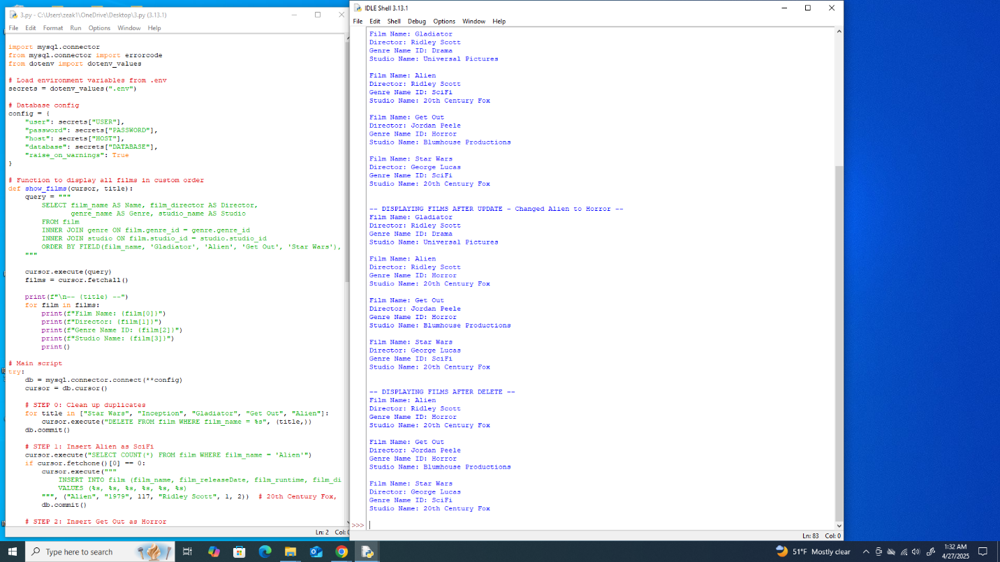 3.py - C:\Users\zeak1\OneDrive\Desktop\3.py (3.13.1)
File Edit Format Run Options Window Help
import mysql.connector
from mysql.connector import errorcode
from dotenv import dotenv_values
# Load environment variables from .env
secrets = dotenv_values(".env")
# Database config
config = {
    "user": secrets["USER"],
    "password": secrets["PASSWORD"],
    "host": secrets["HOST"],
    "database": secrets["DATABASE"],
    "raise_on_warnings": True
}
# Function to display all films in custom order
def show_films(cursor, title):
    query = """
        SELECT film_name AS Name, film_director AS Director,
               genre_name AS Genre, studio_name AS Studio
        FROM film
        INNER JOIN genre ON film.genre_id = genre.genre_id
        INNER JOIN studio ON film.studio_id = studio.studio_id
        ORDER BY FIELD(film_name, 'Gladiator', 'Alien', 'Get Out', 'Star Wars'),
    """
    cursor.execute(query)
    films = cursor.fetchall()
    print(f"\n-- {title} --")
    for film in films:
        print(f"Film Name: {film[0]}")
        print(f"Director: {film[1]}")
        print(f"Genre Name ID: {film[2]}")
        print(f"Studio Name: {film[3]}")
        print()
# Main script
try:
    db = mysql.connector.connect(**config)
    cursor = db.cursor()
    # STEP 0: Clean up duplicates
    for title in ["Star Wars", "Inception", "Gladiator", "Get Out", "Alien"]:
        cursor.execute("DELETE FROM film WHERE film_name = %s", (title,))
    db.commit()
    # STEP 1: Insert Alien as SciFi
    cursor.execute("SELECT COUNT(*) FROM film WHERE film_name = 'Alien'")
    if cursor.fetchone()[0] == 0:
        cursor.execute("""
            INSERT INTO film (film_name, film_releaseDate, film_runtime, film_di
            VALUES (%s, %s, %s, %s, %s, %s)
        """, ("Alien", "1979", 117, "Ridley Scott", 1, 2))  # 20th Century Fox,
        db.commit()
    # STEP 2: Insert Get Out as Horror
Ln: 2 Col: 0
IDLE Shell 3.13.1
File Edit Shell Debug Options Window Help
Film Name: Gladiator
Director: Ridley Scott
Genre Name ID: Drama
Studio Name: Universal Pictures
Film Name: Alien
Director: Ridley Scott
Genre Name ID: SciFi
Studio Name: 20th Century Fox
Film Name: Get Out
Director: Jordan Peele
Genre Name ID: Horror
Studio Name: Blumhouse Productions
Film Name: Star Wars
Director: George Lucas
Genre Name ID: SciFi
Studio Name: 20th Century Fox
-- DISPLAYING FILMS AFTER UPDATE - Changed Alien to Horror --
Film Name: Gladiator
Director: Ridley Scott
Genre Name ID: Drama
Studio Name: Universal Pictures
Film Name: Alien
Director: Ridley Scott
Genre Name ID: Horror
Studio Name: 20th Century Fox
Film Name: Get Out
Director: Jordan Peele
Genre Name ID: Horror
Studio Name: Blumhouse Productions
Film Name: Star Wars
Director: George Lucas
Genre Name ID: SciFi
Studio Name: 20th Century Fox
-- DISPLAYING FILMS AFTER DELETE --
Film Name: Alien
Director: Ridley Scott
Genre Name ID: Horror
Studio Name: 20th Century Fox
Film Name: Get Out
Director: Jordan Peele
Genre Name ID: Horror
Studio Name: Blumhouse Productions
Film Name: Star Wars
Director: George Lucas
Genre Name ID: SciFi
Studio Name: 20th Century Fox
>>>
Ln: 83 Col: 0
Type here to search
51°F Mostly clear
1:32 AM
4/27/2025